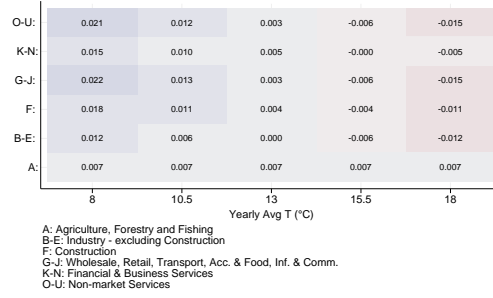 O-U: 0.021 0.012 0.003 -0.006 -0.015
K-N: 0.015 0.010 0.005 -0.000 -0.005
G-J: 0.022 0.013 0.003 -0.006 -0.015
F: 0.018 0.011 0.004 -0.004 -0.011
B-E: 0.012 0.006 0.000 -0.006 -0.012
A: 0.007 0.007 0.007 0.007 0.007
8 10.5 13 15.5 18
Yearly Avg T (°C)
A: Agriculture, Forestry and Fishing
B-E: Industry - excluding Construction
F: Construction
G-J: Wholesale, Retail, Transport, Acc. & Food, Inf. & Comm.
K-N: Financial & Business Services
O-U: Non-market Services